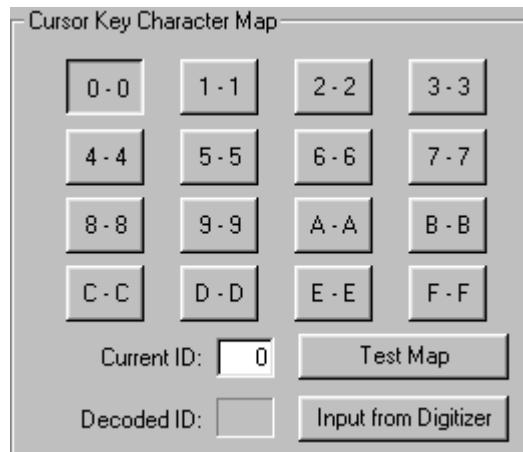 Cursor Key Character Map
0 - 0 1 - 1 2 - 2 3 - 3
4 - 4 5 - 5 6 - 6 7 - 7
8 - 8 9 - 9 A - A B - B
C - C D - D E - E F - F
Current ID: 0 Test Map
Decoded ID: Input from Digitizer